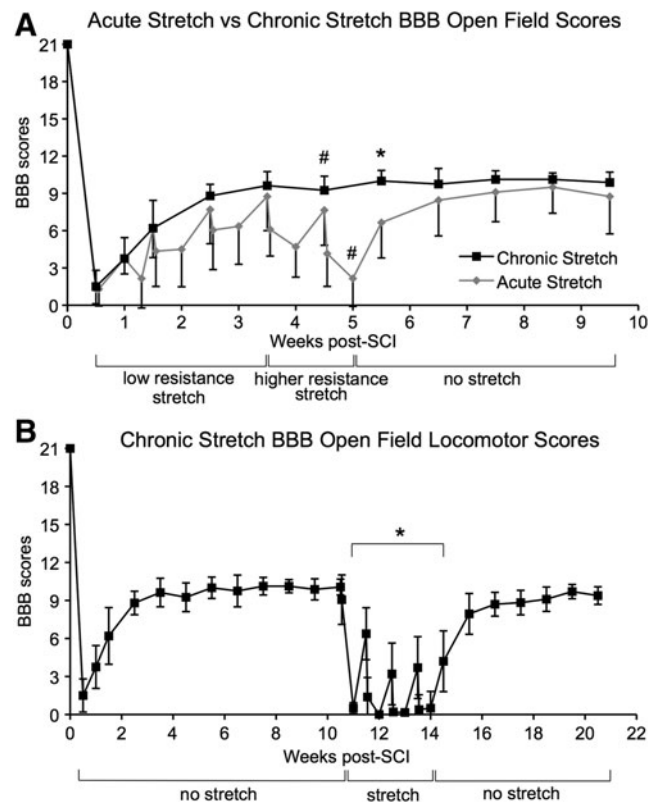 A
Acute Stretch vs Chronic Stretch BBB Open Field Scores
21
18
15
12
9
6
3
0
BBB scores
#
*
#
Chronic Stretch
Acute Stretch
0 1 2 3 4 5 6 7 8 9 10
Weeks post-SCI
low resistance
stretch
higher resistance
stretch
no stretch
B
Chronic Stretch BBB Open Field Locomotor Scores
21
18
15
12
9
6
3
0
BBB scores
*
0 2 4 6 8 10 12 14 16 18 20 22
Weeks post-SCI
no stretch stretch no stretch